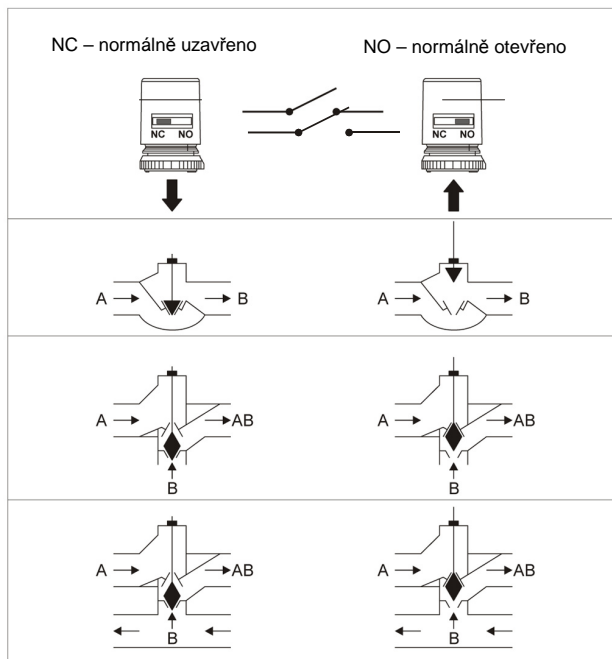 NC – normálně uzavřeno
NO – normálně otevřeno
NC NO
NC NO
A B
A B
A AB
B
A AB
B
A AB
B
A AB
B